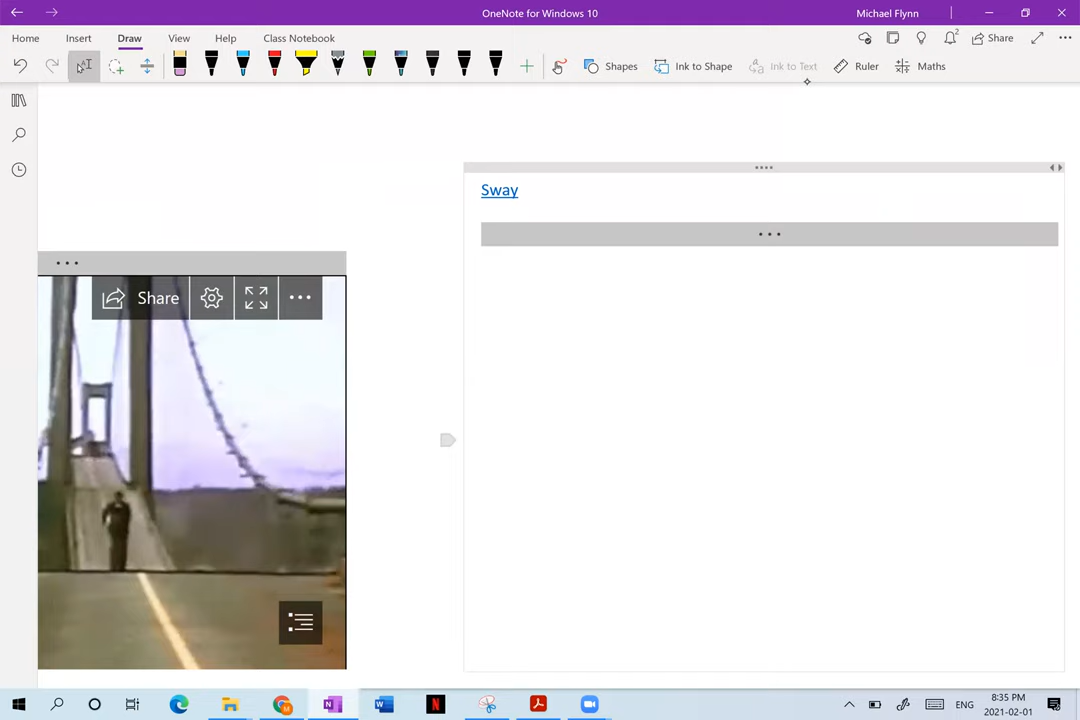 OneNote for Windows 10
Michael Flynn
Home Insert Draw View Help Class Notebook
Share
Shapes Ink to Shape Ink to Text Ruler Maths
Sway
Share
8:35 PM
ENG
2021-02-01